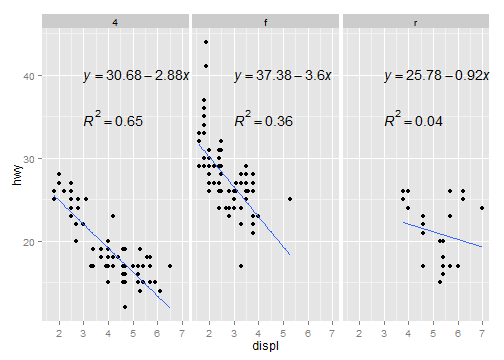 4 f r
y = 30.68 − 2.88x y = 37.38 − 3.6x y = 25.78 − 0.92x
R² = 0.65 R² = 0.36 R² = 0.04
40
30
20
hwy
2 3 4 5 6 7 2 3 4 5 6 7 2 3 4 5 6 7
displ